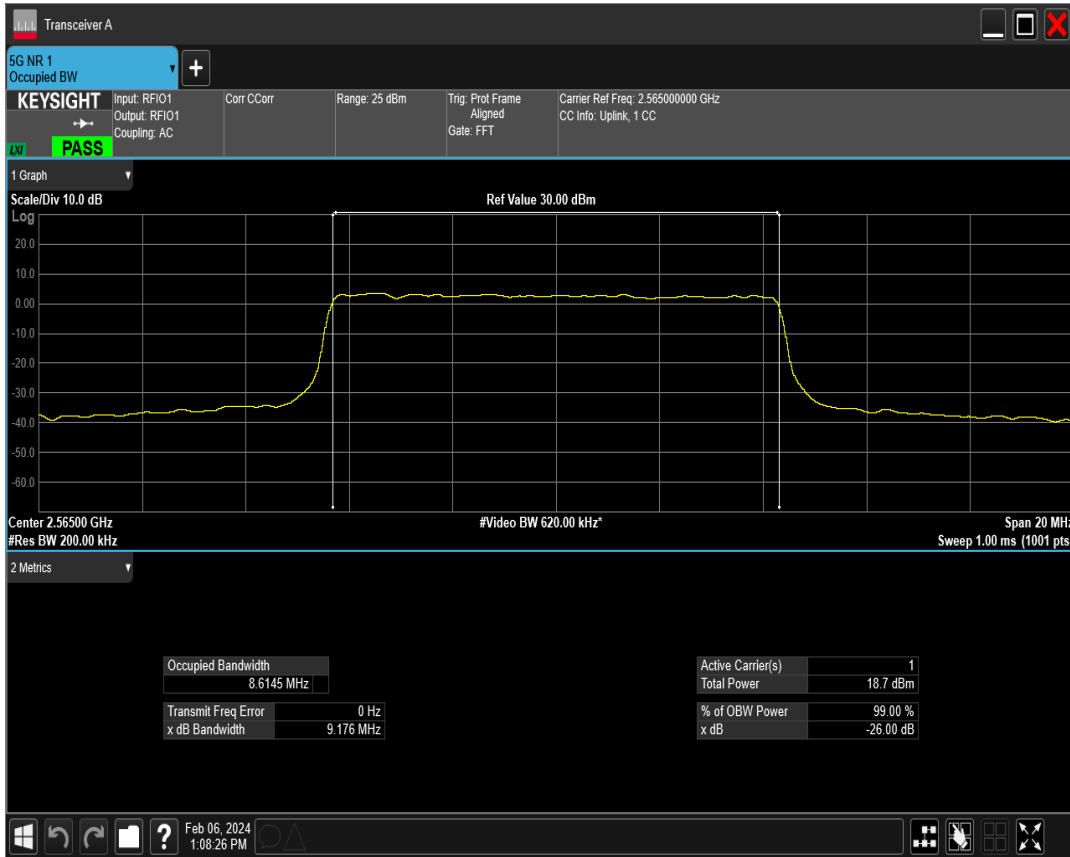 Transceiver A
5G NR 1
Occupied BW
+
KEYSIGHT
LXI
PASS
Input: RFIO1
Output: RFIO1
Coupling: AC
Corr CCorr
Range: 25 dBm
Trig: Prot Frame
Aligned
Gate: FFT
Carrier Ref Freq: 2.565000000 GHz
CC Info: Uplink, 1 CC
1 Graph
Scale/Div 10.0 dB
Ref Value 30.00 dBm
Log
20.0
10.0
0.00
-10.0
-20.0
-30.0
-40.0
-50.0
-60.0
Center 2.56500 GHz
#Video BW 620.00 kHz*
Span 20 MHz
#Res BW 200.00 kHz
Sweep 1.00 ms (1001 pts
2 Metrics
Occupied Bandwidth
8.6145 MHz
Transmit Freq Error 0 Hz
x dB Bandwidth 9.176 MHz
Active Carrier(s) 1
Total Power 18.7 dBm
% of OBW Power 99.00 %
x dB -26.00 dB
?
Feb 06, 2024
1:08:26 PM